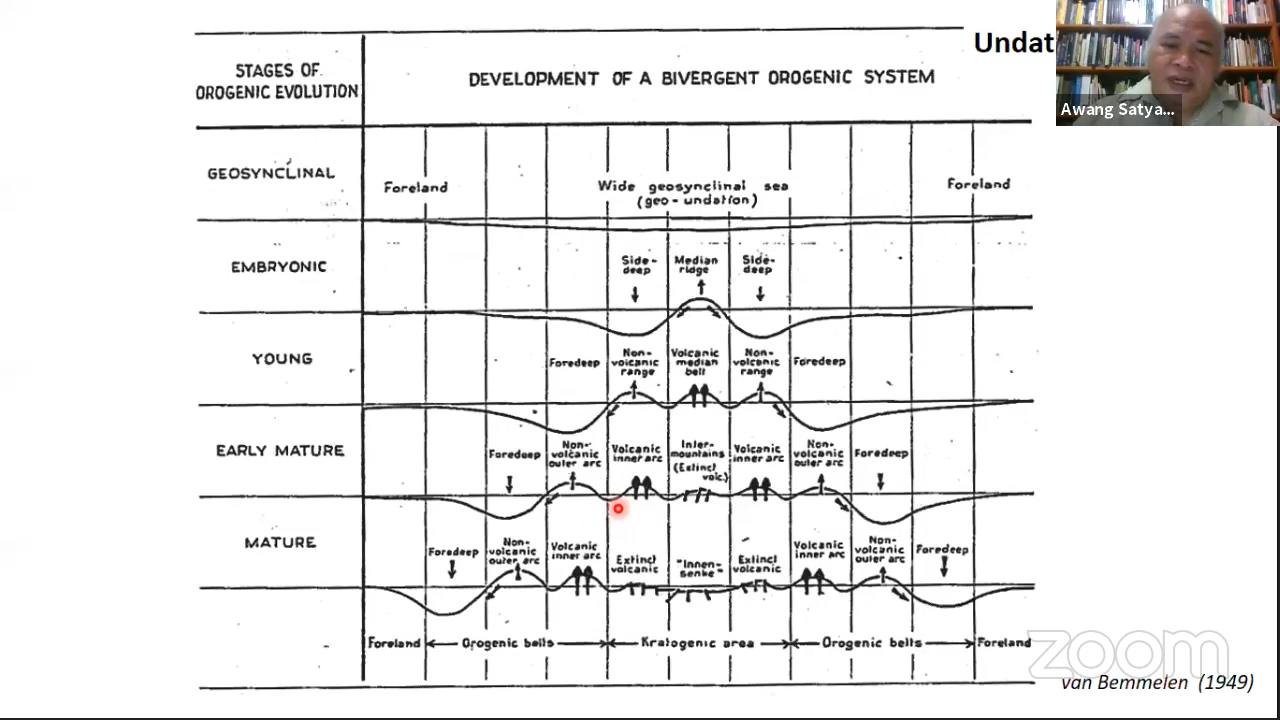 Undat
Awang Satya...
STAGES OF
OROGENIC EVOLUTION
DEVELOPMENT OF A BIVERGENT OROGENIC SYSTEM
GEOSYNCLINAL
Foreland
Wide geosynclinal sea
(geo-undation)
Foreland
EMBRYONIC
Side-
deep
Median
ridge
Side-
deep
YOUNG
Foredeep
Non-
volcanic
range
Volcanic
median
belt
Non-
volcanic
range
Foredeep
EARLY MATURE
Foredeep
Non-
volcanic
outer arc
Volcanic
inner arc
Inter-
mountains
(Extinct
volc.)
Volcanic
inner arc
Non-
volcanic
outer arc
Foredeep
MATURE
Foredeep
Non-
volcanic
outer arc
Volcanic
inner arc
Extinct
volcanic
"Innen-
senke"
Extinct
volcanic
Volcanic
inner arc
Non-
volcanic
outer arc
Foredeep
Foreland
Orogenic belts
Kratogenic area
Orogenic belts
Foreland
zoom
van Bemmelen (1949)